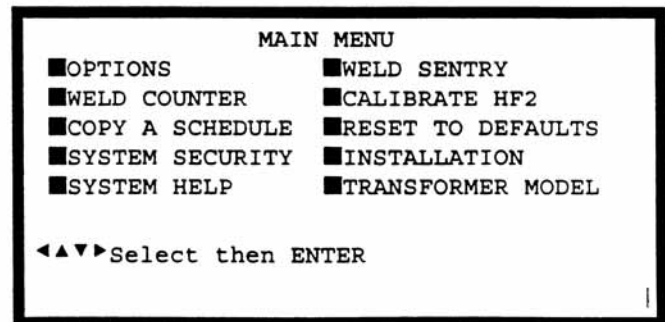 MAIN MENU
■OPTIONS ■WELD SENTRY
■WELD COUNTER ■CALIBRATE HF2
■COPY A SCHEDULE ■RESET TO DEFAULTS
■SYSTEM SECURITY ■INSTALLATION
■SYSTEM HELP ■TRANSFORMER MODEL
◄▲▼►Select then ENTER